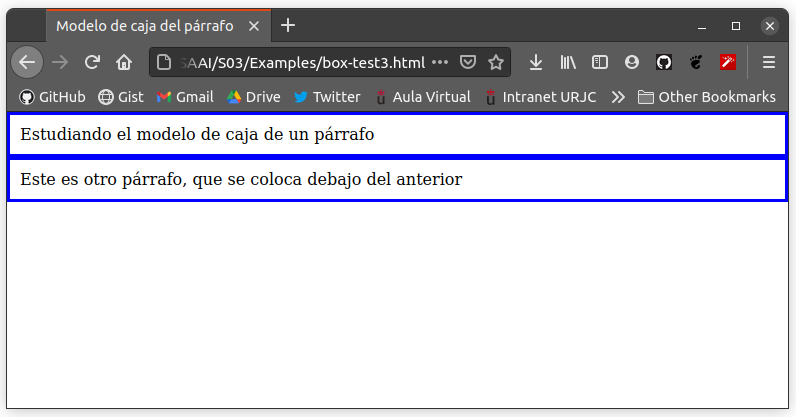 Modelo de caja del párrafo
SAAI/S03/Examples/box-test3.html
GitHub Gist Gmail Drive Twitter Aula Virtual Intranet URJC Other Bookmarks
Estudiando el modelo de caja de un párrafo
Este es otro párrafo, que se coloca debajo del anterior